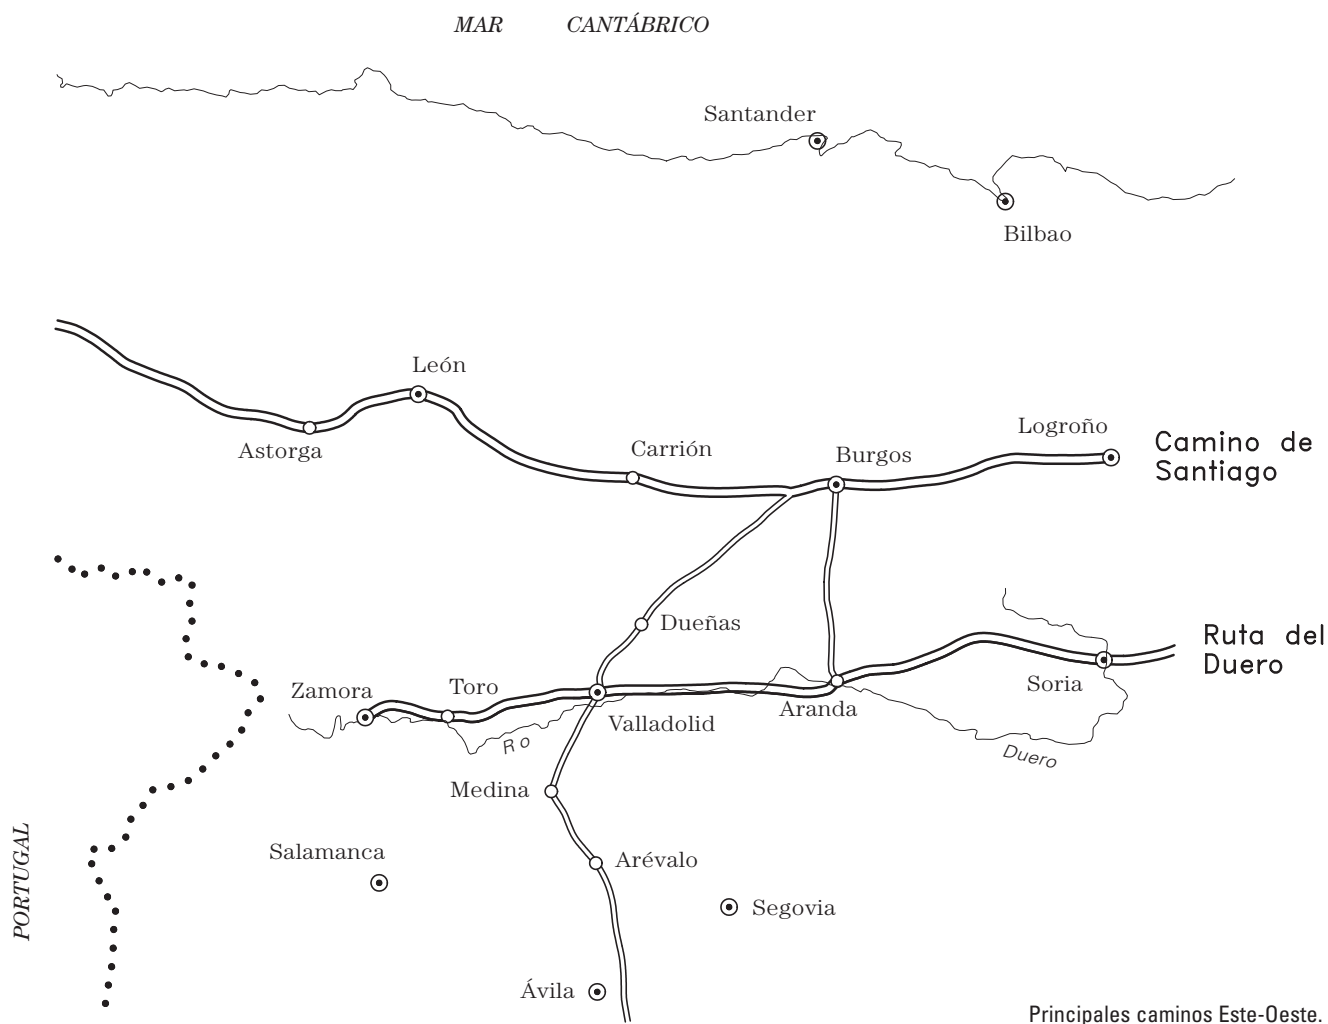 MAR CANTÁBRICO
Santander
Bilbao
León
Astorga
Carrión
Burgos
Logroño
Camino de
Santiago
Dueñas
Ruta del
Duero
Zamora
Toro
Valladolid
Aranda
Soria
R o
Duero
Medina
PORTUGAL
Salamanca
Arévalo
Segovia
Ávila
Principales caminos Este-Oeste.